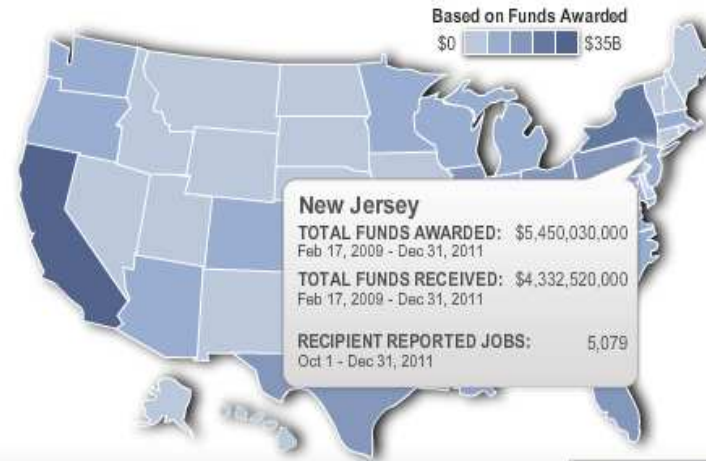 Based on Funds Awarded
$0 $35B
New Jersey
TOTAL FUNDS AWARDED: $5,450,030,000
Feb 17, 2009 - Dec 31, 2011
TOTAL FUNDS RECEIVED: $4,332,520,000
Feb 17, 2009 - Dec 31, 2011
RECIPIENT REPORTED JOBS: 5,079
Oct 1 - Dec 31, 2011